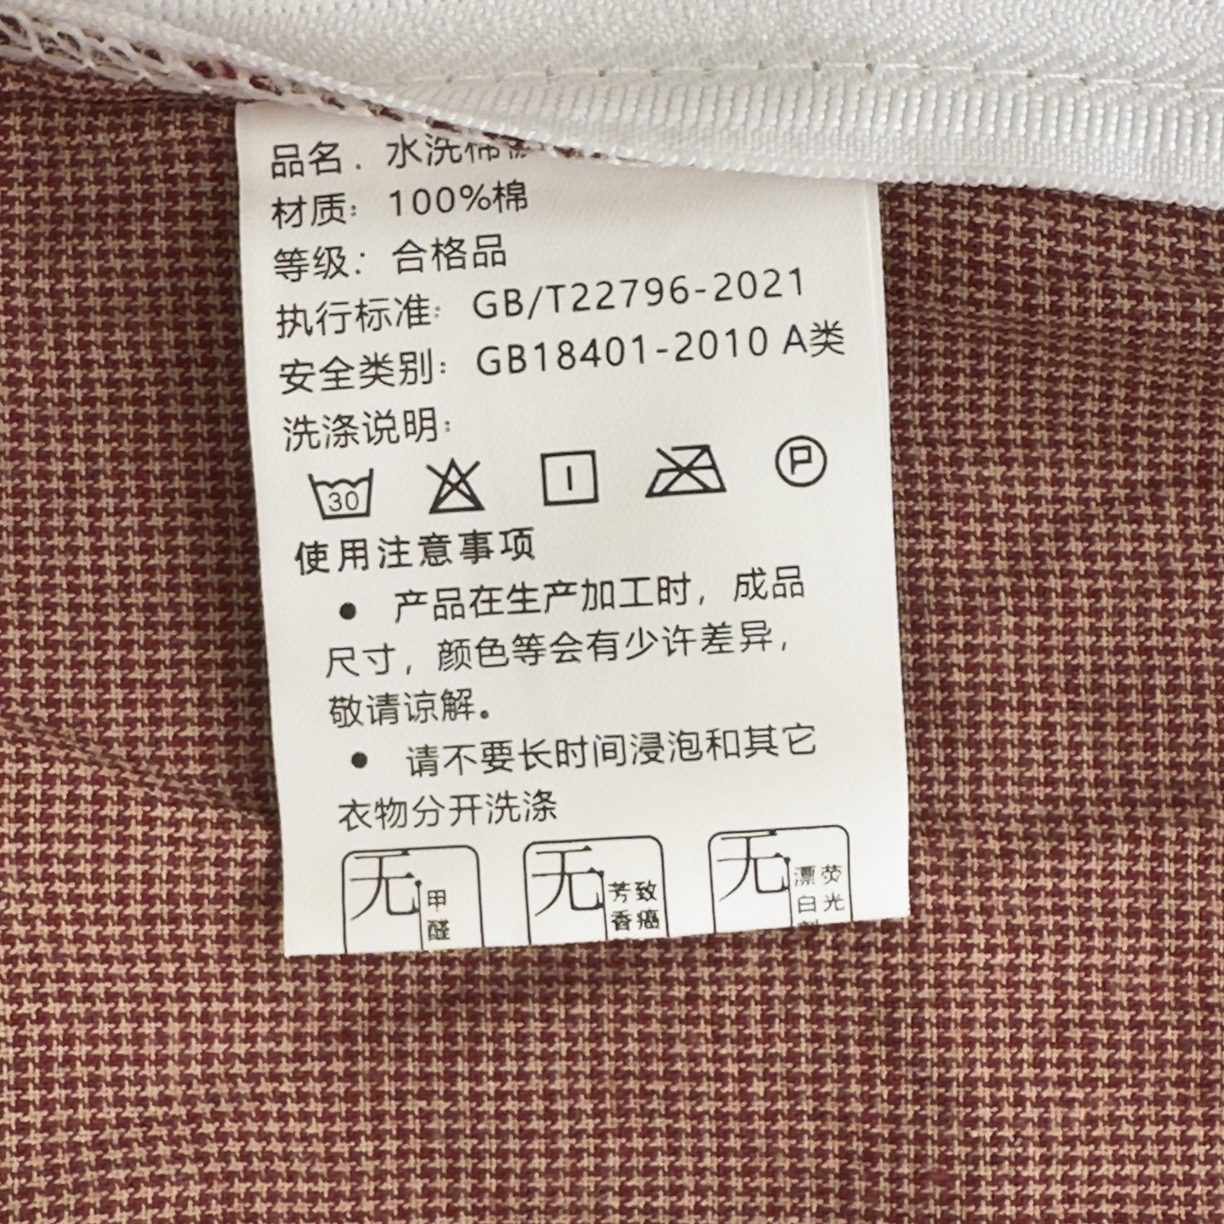 品名: 水洗棉
材质: 100%棉
等级: 合格品
执行标准: GB/T22796-2021
安全类别: GB18401-2010 A类
洗涤说明:
30 P
使用注意事项
● 产品在生产加工时，成品
尺寸，颜色等会有少许差异，
敬请谅解。
● 请不要长时间浸泡和其它
衣物分开洗涤
无甲醛 无芳香致癌 无漂白荧光